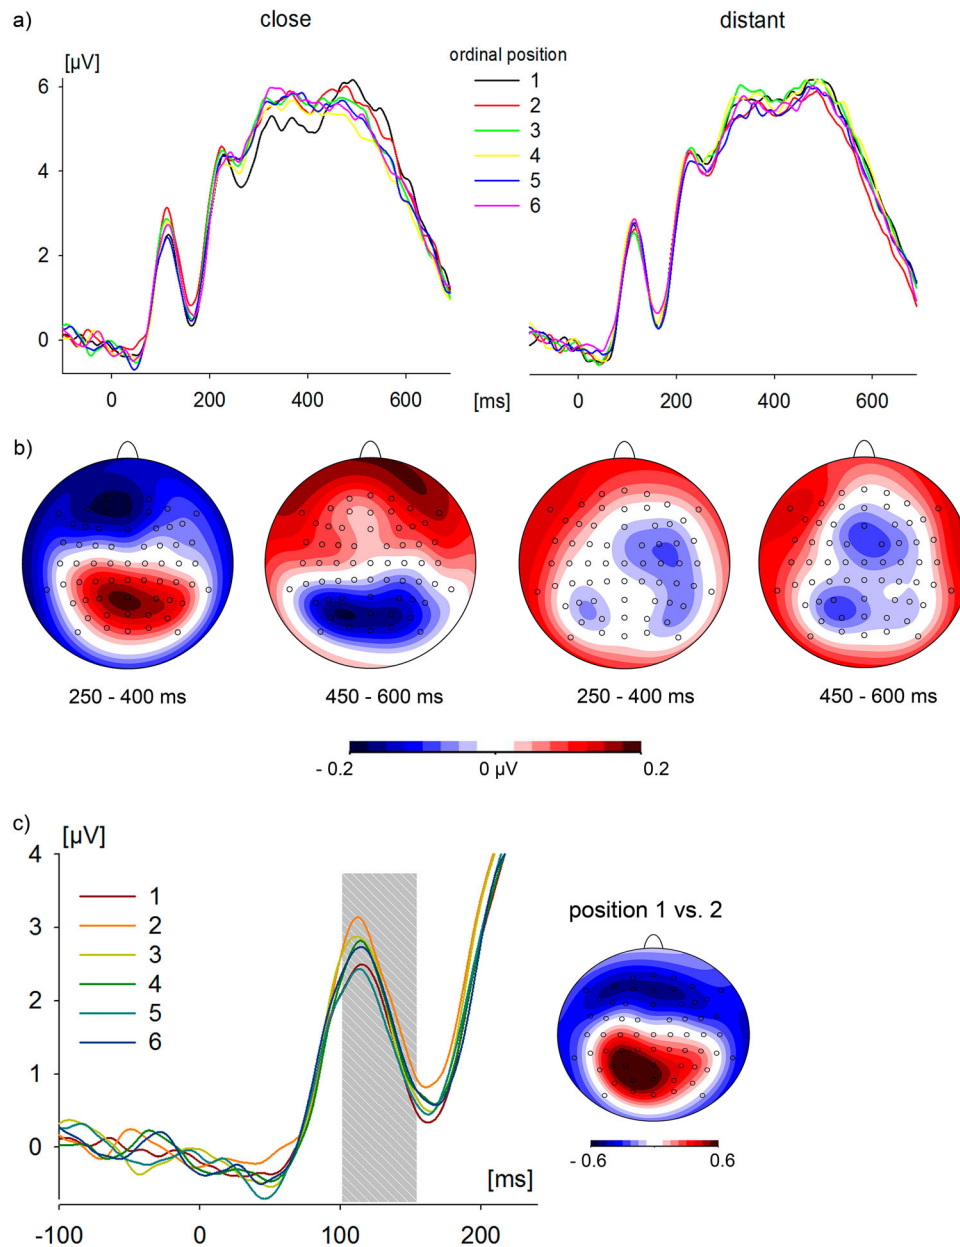 a)
close
distant
[µV]
ordinal position
1
2
3
4
5
6
6
4
2
0
0
200
400
600
[ms]
0
200
400
600
b)
250 - 400 ms
450 - 600 ms
250 - 400 ms
450 - 600 ms
- 0.2
0 µV
0.2
c)
[µV]
4
3
2
1
0
1
2
3
4
5
6
[ms]
-100
0
100
200
position 1 vs. 2
- 0.6
0.6